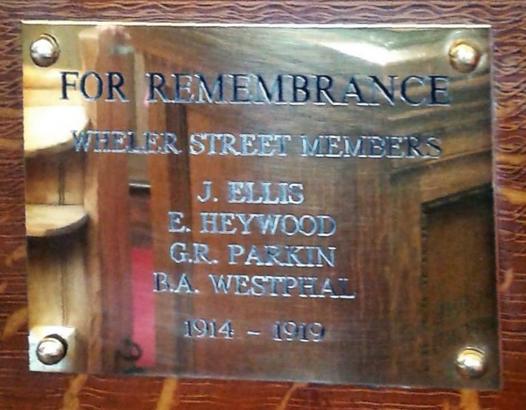 FOR REMEMBRANCE
WHELER STREET MEMBERS
J. ELLIS
E. HEYWOOD
G.R. PARKIN
B.A. WESTPHAL
1914 - 1919